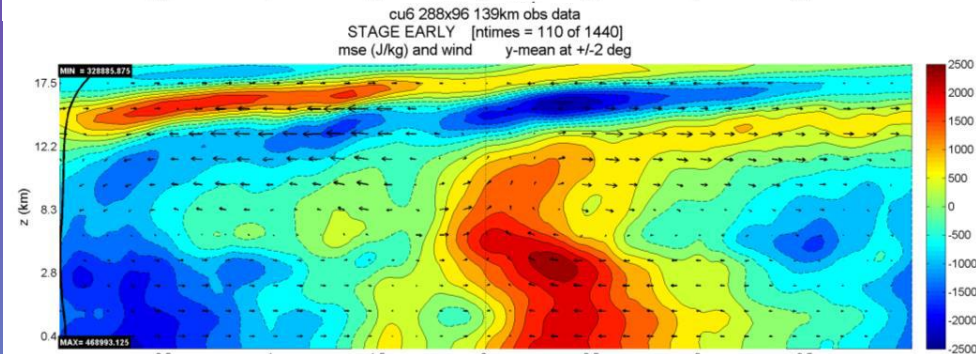 cu6 288x96 139km obs data
STAGE EARLY [ntimes = 110 of 1440]
mse (J/kg) and wind y-mean at +/-2 deg
MIN = 328885.875
17.5
12.2
8.3
2.8
0.4
z (km)
MAX= 468993.125
2500
2000
1500
1000
500
0
-500
-1000
-1500
-2000
-2500